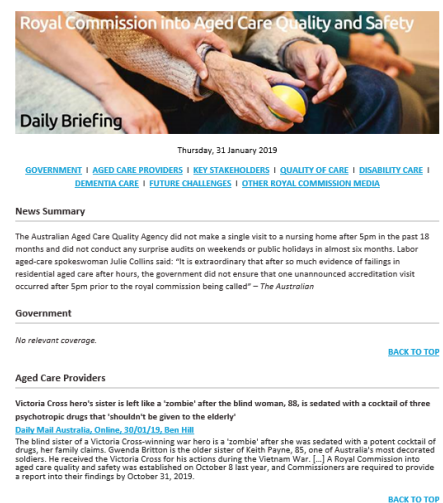 Royal Commission into Aged Care Quality and Safety
Daily Briefing
Thursday, 31 January 2019
GOVERNMENT I AGED CARE PROVIDERS I KEY STAKEHOLDERS I QUALITY OF CARE I DISABILITY CARE I
DEMENTIA CARE I FUTURE CHALLENGES I OTHER ROYAL COMMISSION MEDIA
News Summary
The Australian Aged Care Quality Agency did not make a single visit to a nursing home after 5pm in the past 18
months and did not conduct any surprise audits on weekends or public holidays in almost six months. Labor
aged-care spokeswoman Julie Collins said: “It is extraordinary that after so much evidence of failings in
residential aged care after hours, the government did not ensure that one unannounced accreditation visit
occurred after 5pm prior to the royal commission being called” – The Australian
Government
No relevant coverage.
BACK TO TOP
Aged Care Providers
Victoria Cross hero's sister is left like a 'zombie' after the blind woman, 88, is sedated with a cocktail of three
psychotropic drugs that 'shouldn't be given to the elderly'
Daily Mail Australia, Online, 30/01/19, Ben Hill
The blind sister of a Victoria Cross-winning war hero is a 'zombie' after she was sedated with a potent cocktail of
drugs, her family claims. Gwenda Britton is the older sister of Keith Payne, 85, one of Australia's most decorated
soldiers. He received the Victoria Cross for his actions during the Vietnam War. [...] A Royal Commission into
aged care quality and safety was established on October 8 last year, and Commissioners are required to provide
a report into their findings by October 31, 2019.
BACK TO TOP